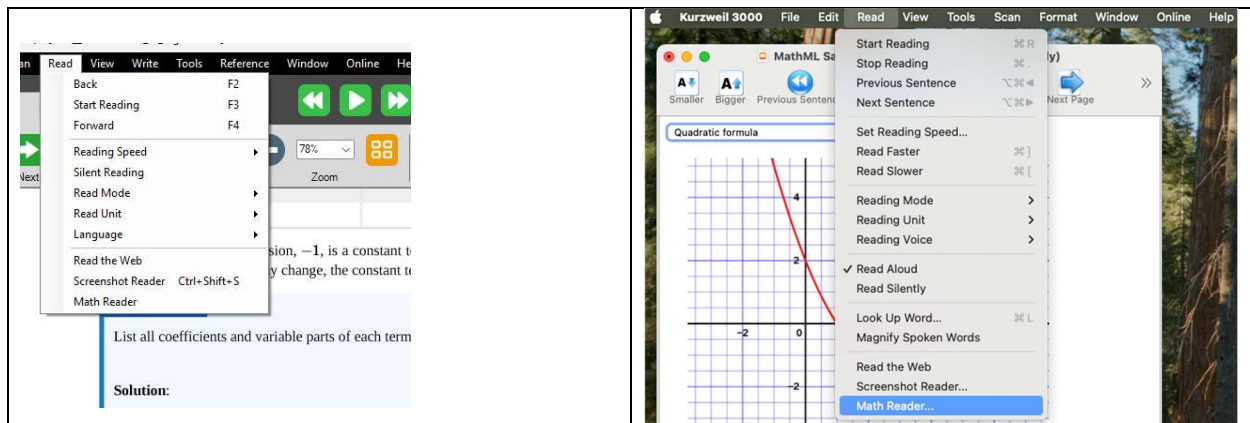 an Read View Write Tools Reference Window Online He
Back F2
Start Reading F3
Forward F4
Reading Speed
Silent Reading
Read Mode
Read Unit
Language
Read the Web
Screenshot Reader Ctrl+Shift+S
Math Reader
Next
78%
Zoom
sion, −1, is a constant t
y change, the constant te
List all coefficients and variable parts of each term
Solution:
Kurzweil 3000 File Edit Read View Tools Scan Format Window Online Help
MathML Sa
ly)
Smaller Bigger Previous Sentenc
Next Page
Quadratic formula
Start Reading ⌘ R
Stop Reading ⌘ .
Previous Sentence ⌥⌘◀
Next Sentence ⌥⌘▶
Set Reading Speed...
Read Faster ⌘ ]
Read Slower ⌘ [
Reading Mode
Reading Unit
Reading Voice
✓ Read Aloud
Read Silently
Look Up Word... ⌘ L
Magnify Spoken Words
Read the Web
Screenshot Reader...
Math Reader...
4
2
−2 0
−2